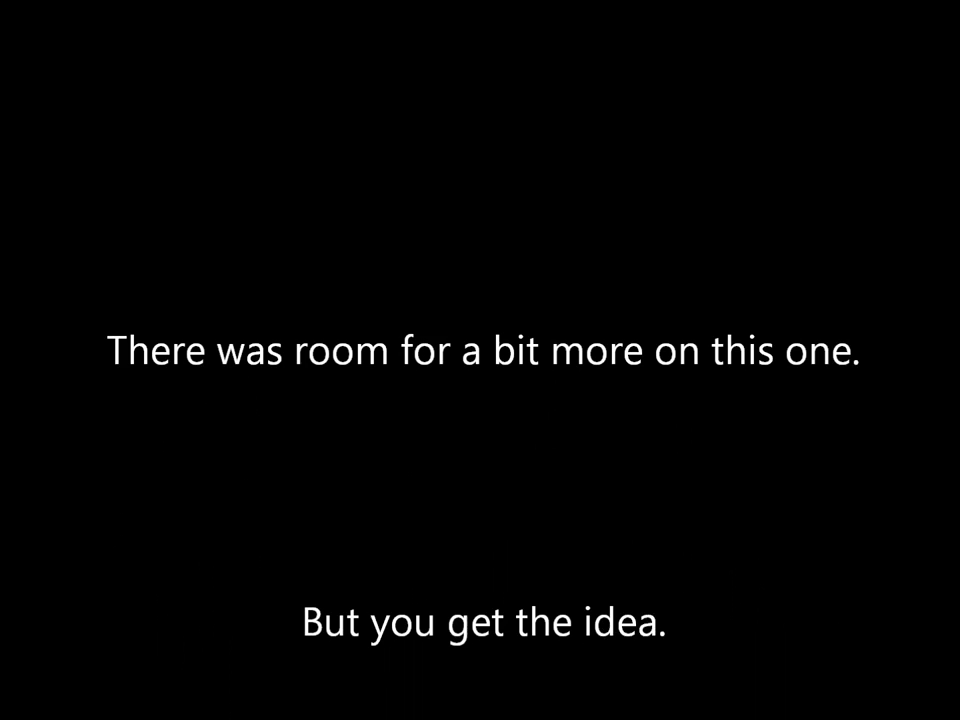 There was room for a bit more on this one.
But you get the idea.